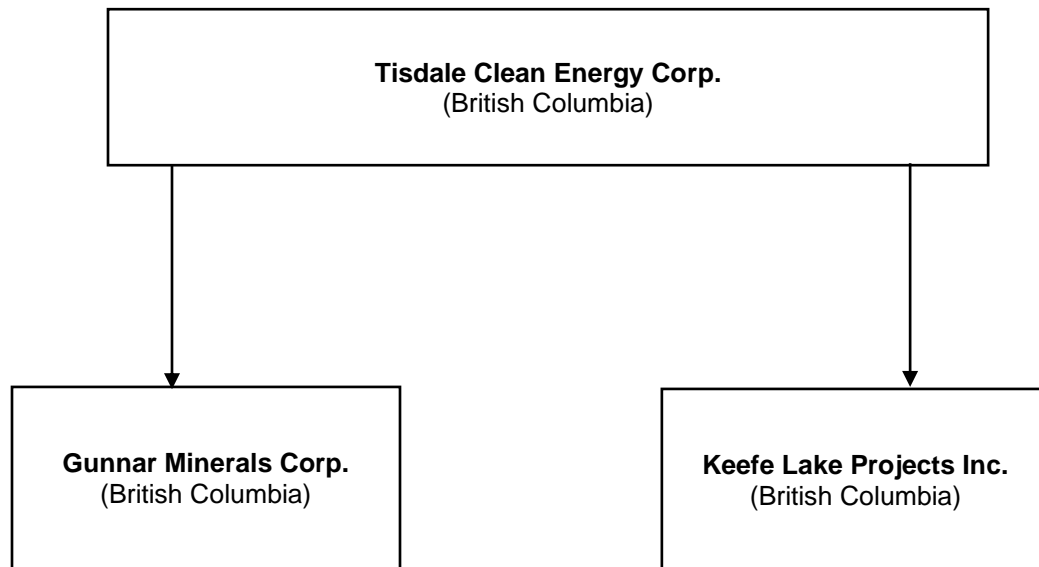 Tisdale Clean Energy Corp.
(British Columbia)
Gunnar Minerals Corp.
(British Columbia)
Keefe Lake Projects Inc.
(British Columbia)